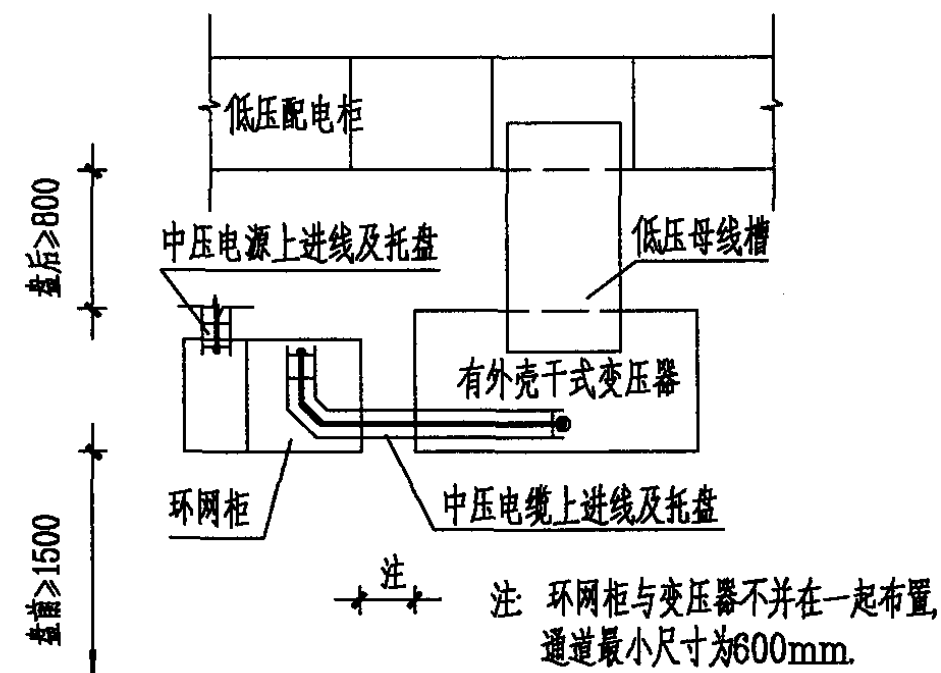 低压配电柜
盘后≥800
中压电源上进线及托盘
低压母线槽
有外壳干式变压器
环网柜
中压电缆上进线及托盘
盘前≥1500
注
注: 环网柜与变压器不并在一起布置,
通道最小尺寸为600mm.